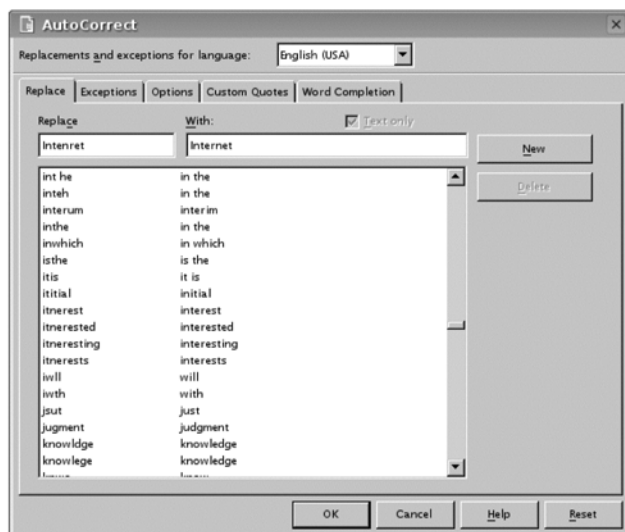 AutoCorrect
Replacements and exceptions for language: English (USA)
Replace Exceptions Options Custom Quotes Word Completion
Replace With: Text only
Intenret Internet New
int he in the
inteh in the Delete
interum interim
inthe in the
inwhich in which
isthe is the
itis it is
ititial initial
itnerest interest
itnerested interested
itneresting interesting
itnerests interests
iwll will
iwth with
jsut just
jugment judgment
knowldge knowledge
knowlege knowledge
OK Cancel Help Reset